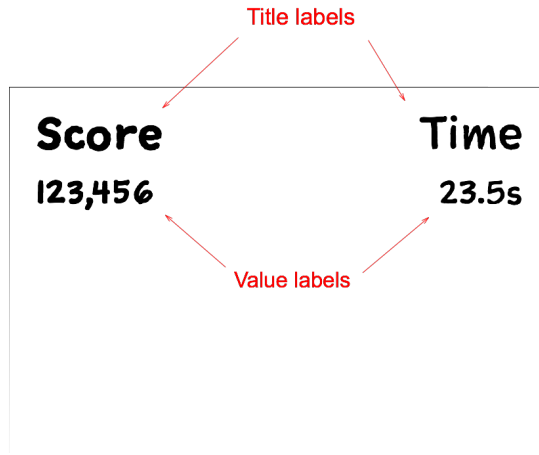 Title labels
Score
Time
123,456
23.5s
Value labels